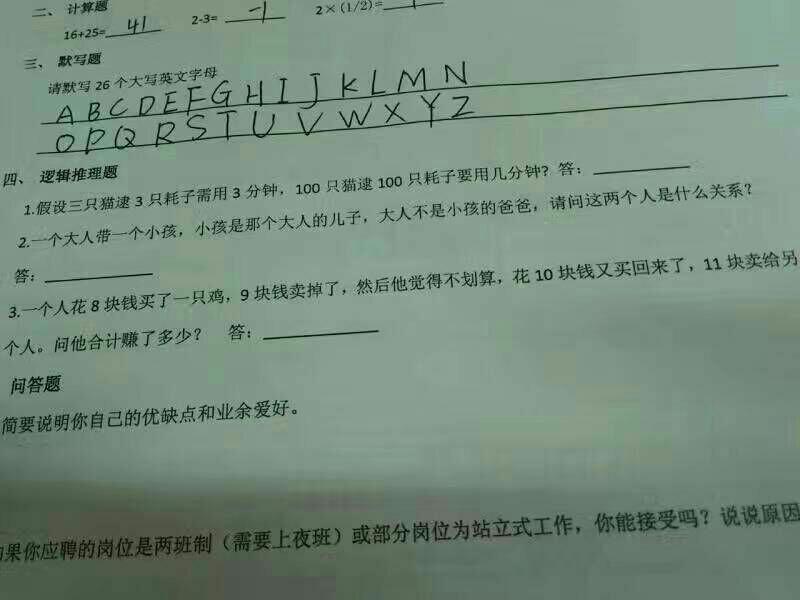 二、 计算题
16+25= 41 2-3= -1 2×(1/2)= 1
三、 默写题
请默写 26 个大写英文字母
A B C D E F G H I J K L M N
O P Q R S T U V W X Y Z
四、 逻辑推理题
1.假设三只猫逮 3 只耗子需用 3 分钟，100 只猫逮 100 只耗子要用几分钟？答：
2.一个大人带一个小孩，小孩是那个大人的儿子，大人不是小孩的爸爸，请问这两个人是什么关系？
答：
3.一个人花 8 块钱买了一只鸡，9 块钱卖掉了，然后他觉得不划算，花 10 块钱又买回来了，11 块卖给另
个人。问他合计赚了多少？ 答：
问答题
简要说明你自己的优缺点和业余爱好。
果你应聘的岗位是两班制（需要上夜班）或部分岗位为站立式工作，你能接受吗？说说原因